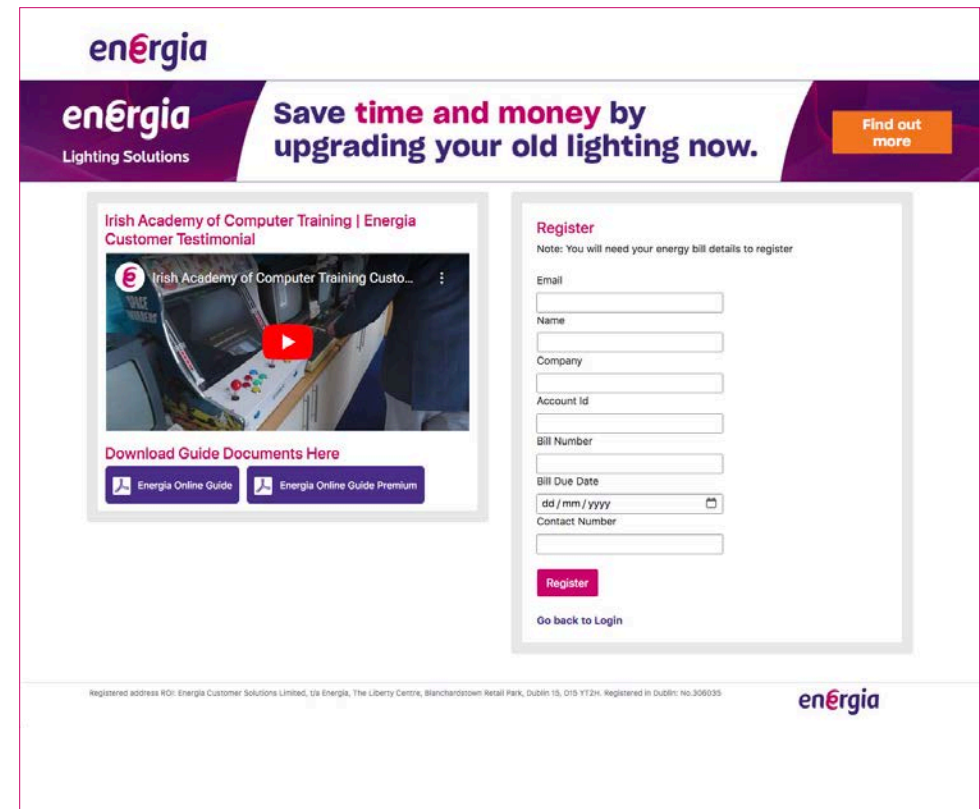 energia
energia
Lighting Solutions
Save time and money by
upgrading your old lighting now.
Find out
more
Irish Academy of Computer Training | Energia
Customer Testimonial
Irish Academy of Computer Training Custo...
SPACE
INVADERS
Download Guide Documents Here
Energia Online Guide
Energia Online Guide Premium
Register
Note: You will need your energy bill details to register
Email
Name
Company
Account Id
Bill Number
Bill Due Date
dd / mm / yyyy
Contact Number
Register
Go back to Login
Registered address ROI: Energia Customer Solutions Limited, t/a Energia, The Liberty Centre, Blanchardstown Retail Park, Dublin 15, D15 YT2H. Registered in Dublin: No.306035
energia